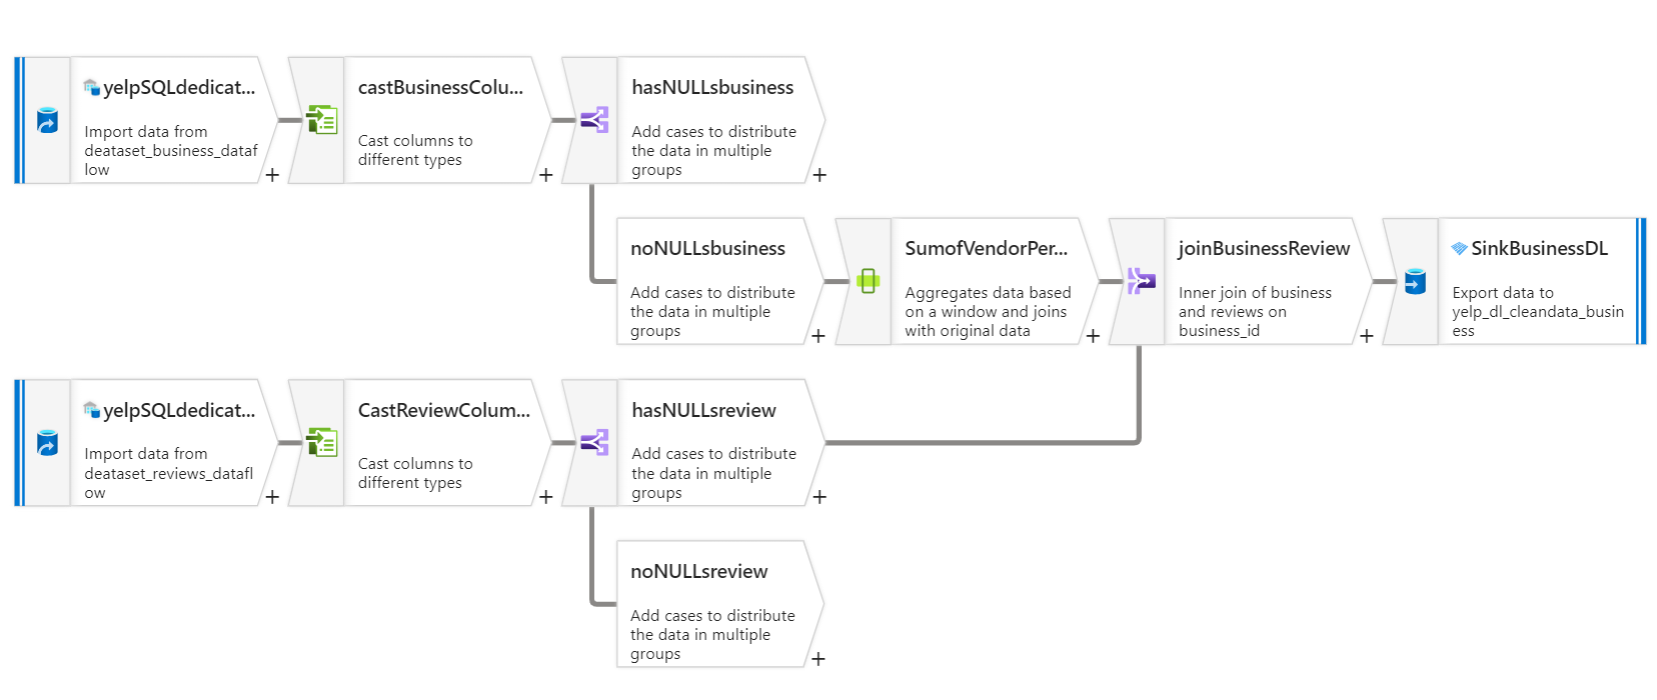 yelpSQLdedicat...
Import data from
deataset_business_dataf
low
+
castBusinessColu...
Cast columns to
different types
+
hasNULLsbusiness
Add cases to distribute
the data in multiple
groups
+
noNULLsbusiness
Add cases to distribute
the data in multiple
groups
+
SumofVendorPer...
Aggregates data based
on a window and joins
with original data
+
joinBusinessReview
Inner join of business
and reviews on
business_id
+
SinkBusinessDL
Export data to
yelp_dl_cleandata_busin
ess
yelpSQLdedicat...
Import data from
deataset_reviews_datafl
ow
+
CastReviewColum...
Cast columns to
different types
+
hasNULLsreview
Add cases to distribute
the data in multiple
groups
+
noNULLsreview
Add cases to distribute
the data in multiple
groups
+